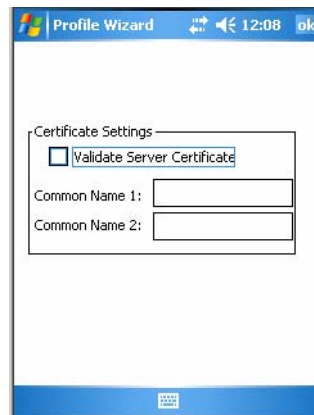 Profile Wizard 12:08 ok
Certificate Settings
Validate Server Certificate
Common Name 1:
Common Name 2: